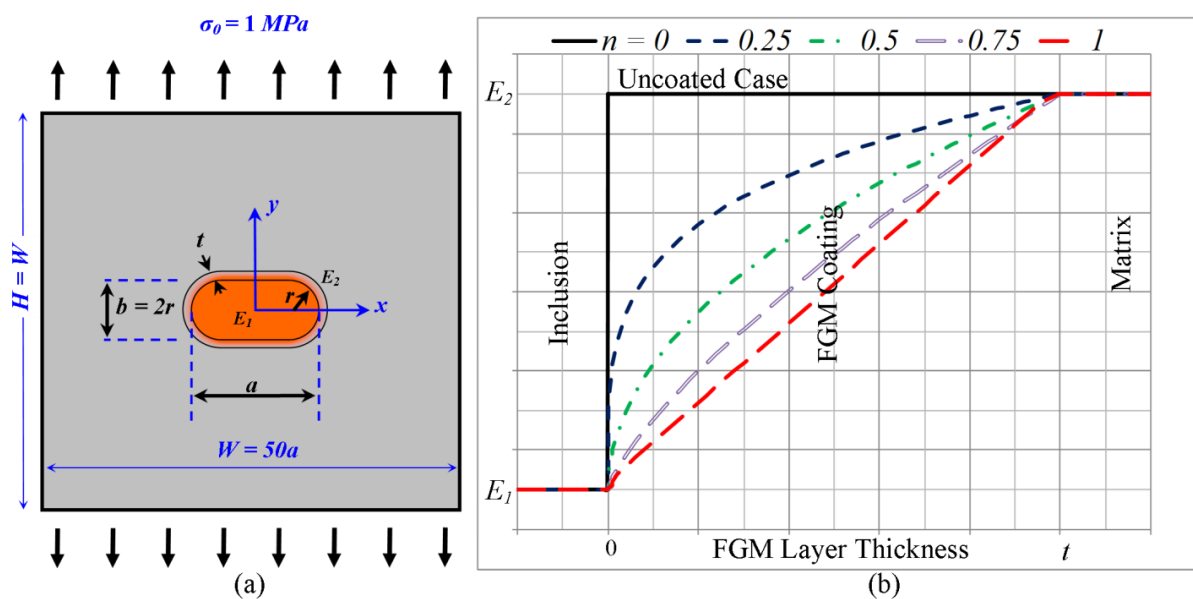 σ₀ = 1 MPa
H = W
y
t
E₂
b = 2r
r
x
E₁
a
W = 50a
(a)
n = 0 0.25 0.5 0.75 1
Uncoated Case
E₂
Inclusion
FGM Coating
Matrix
E₁
0 FGM Layer Thickness t
(b)